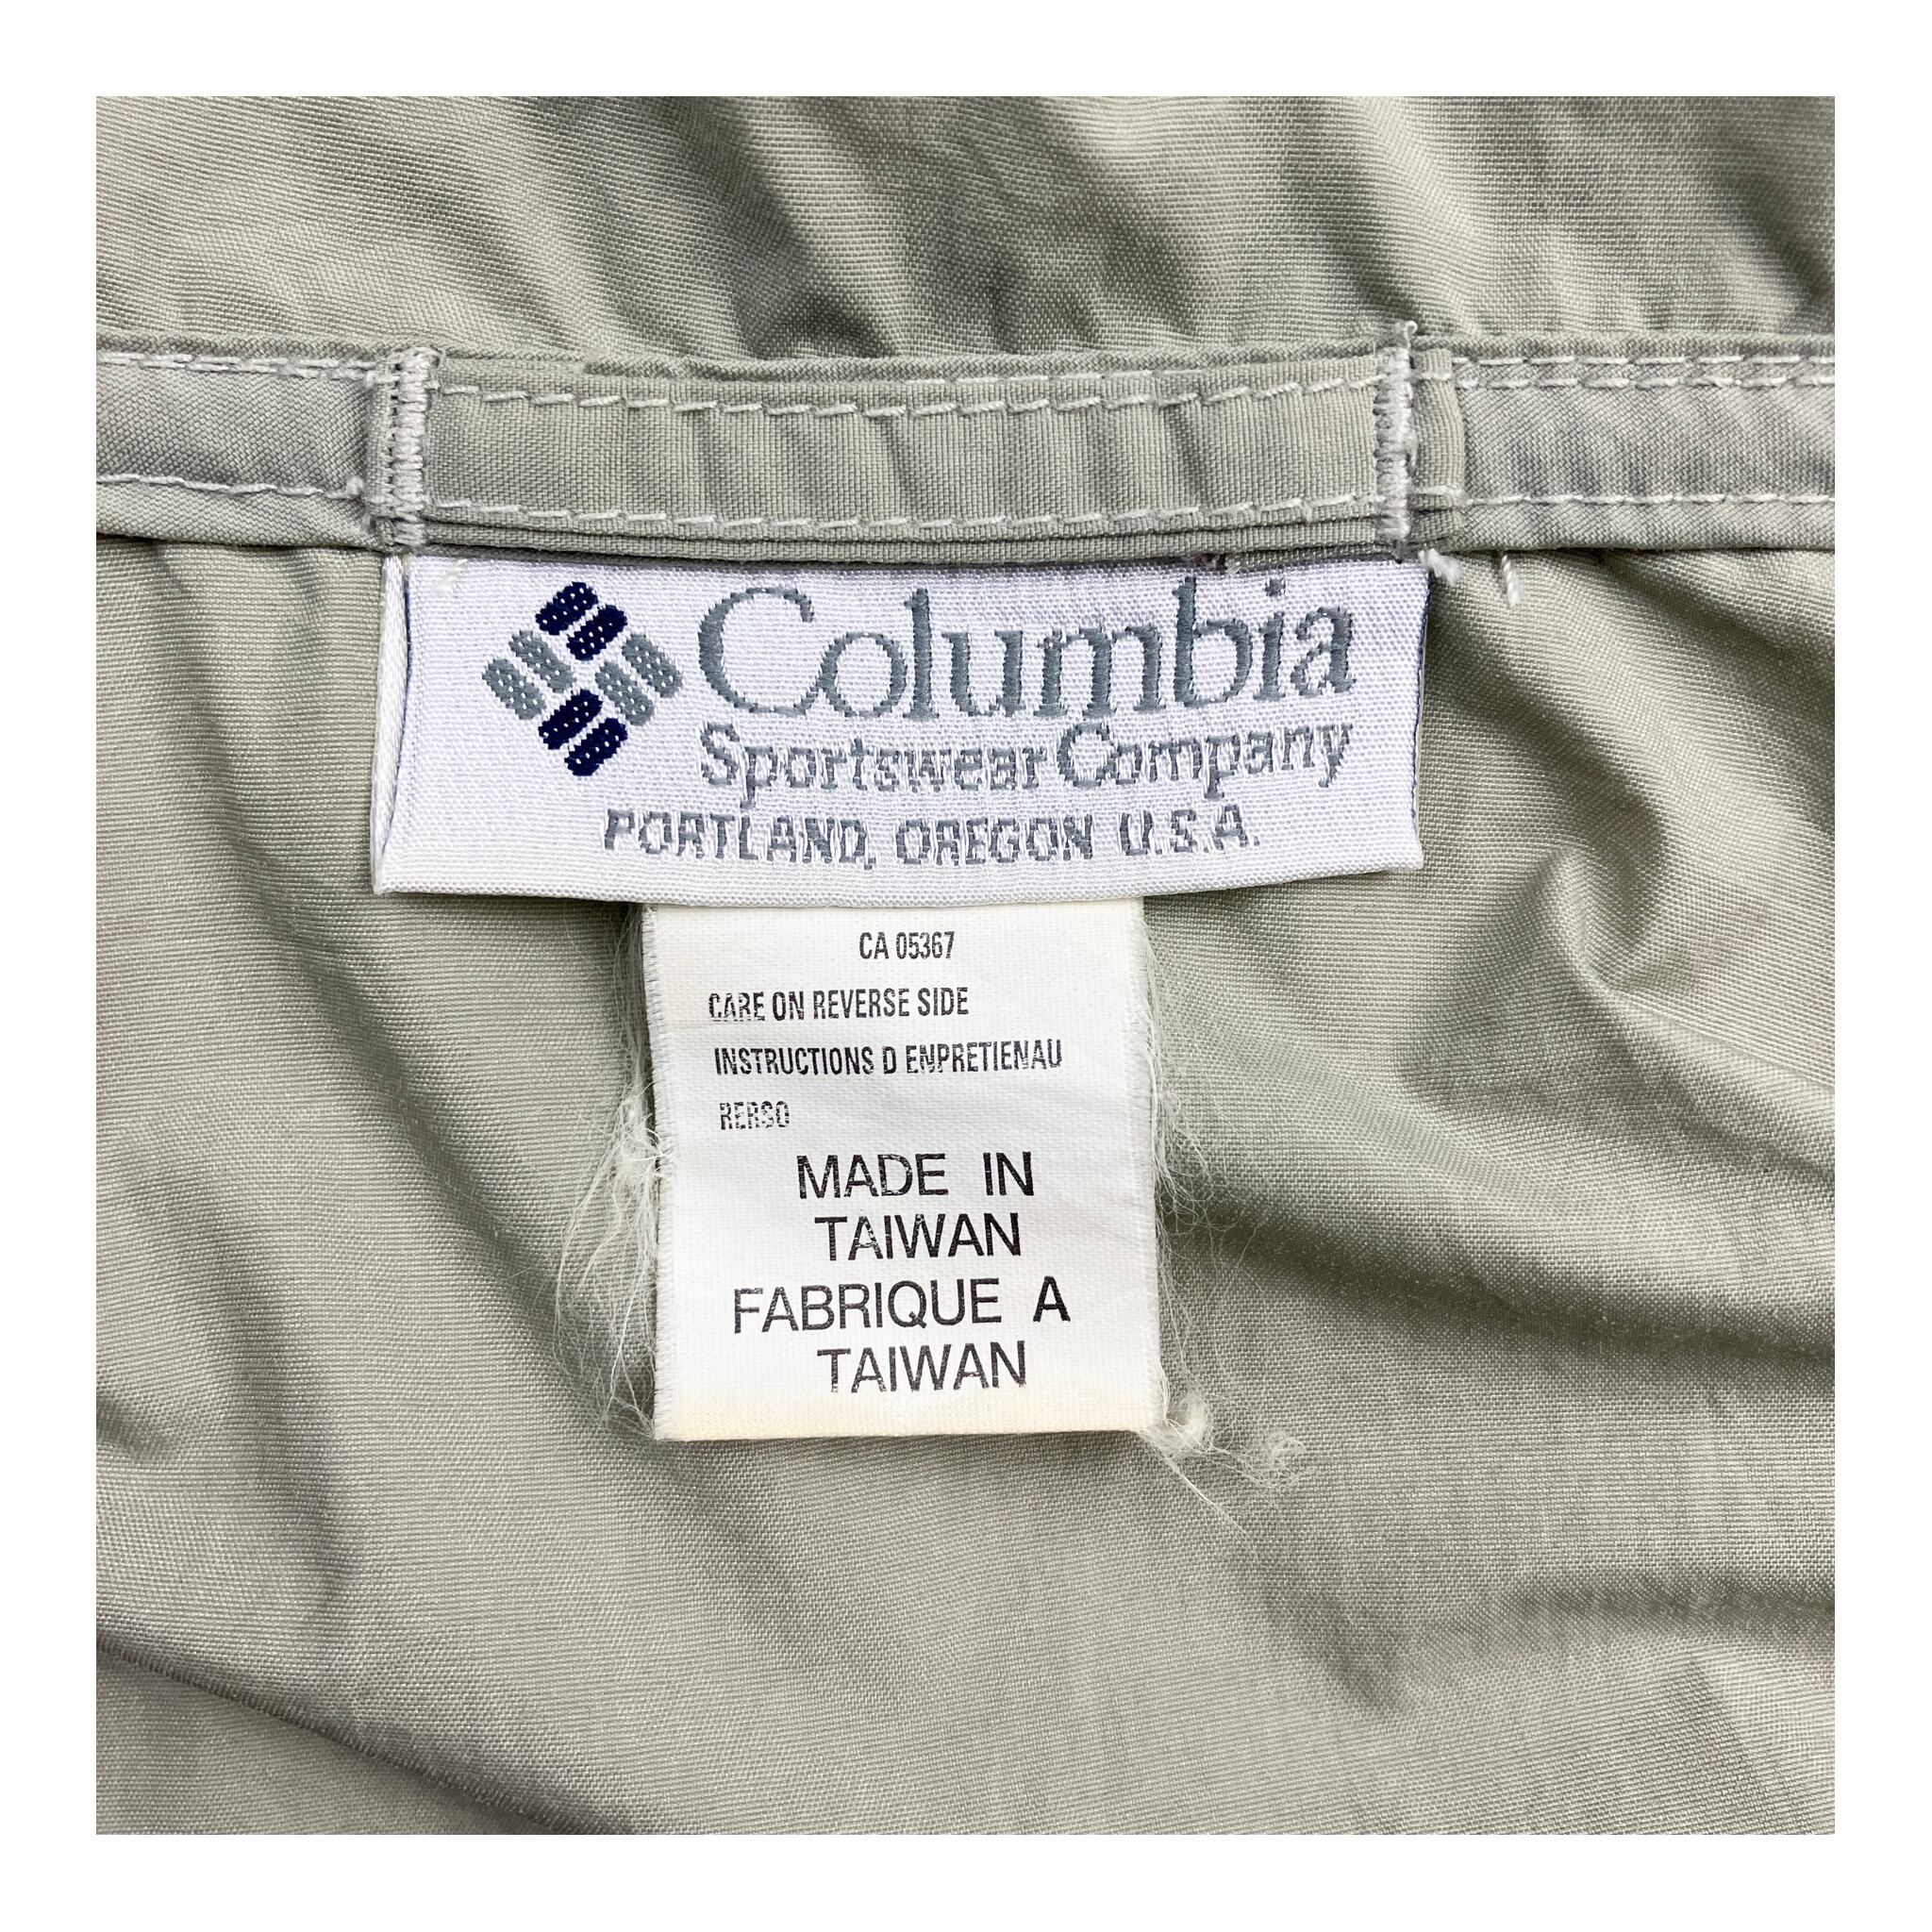 Columbia
Sportswear Company
PORTLAND, OREGON U.S.A.
CA 05367
CARE ON REVERSE SIDE
INSTRUCTIONS D ENPRETIENAU
RERSO
MADE IN
TAIWAN
FABRIQUE A
TAIWAN